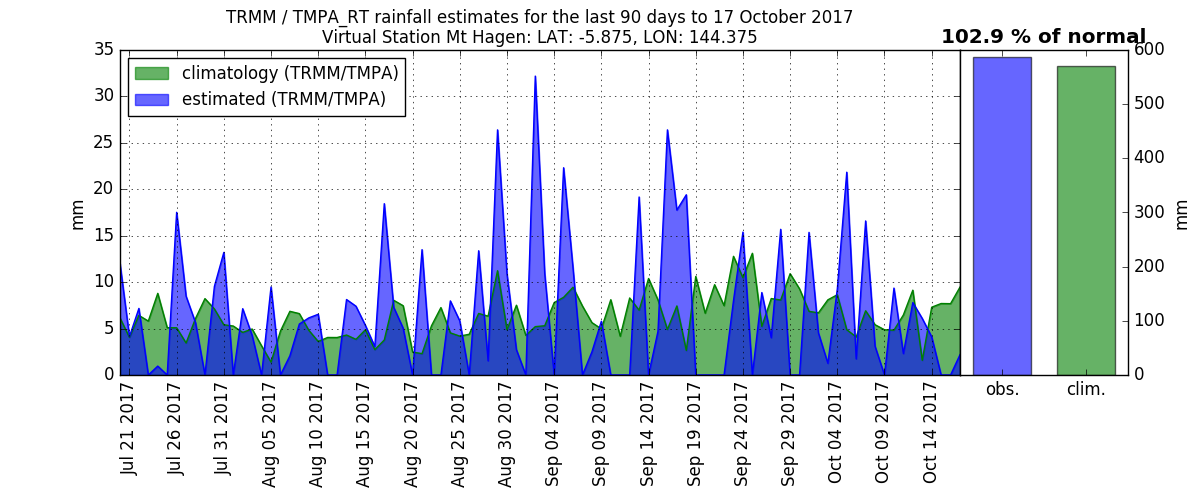 TRMM / TMPA_RT rainfall estimates for the last 90 days to 17 October 2017
Virtual Station Mt Hagen: LAT: -5.875, LON: 144.375
102.9 % of normal
climatology (TRMM/TMPA)
estimated (TRMM/TMPA)
35
30
25
20
15
10
5
0
mm
Jul 21 2017
Jul 26 2017
Jul 31 2017
Aug 05 2017
Aug 10 2017
Aug 15 2017
Aug 20 2017
Aug 25 2017
Aug 30 2017
Sep 04 2017
Sep 09 2017
Sep 14 2017
Sep 19 2017
Sep 24 2017
Sep 29 2017
Oct 04 2017
Oct 09 2017
Oct 14 2017
obs.
clim.
600
500
400
300
200
100
0
mm